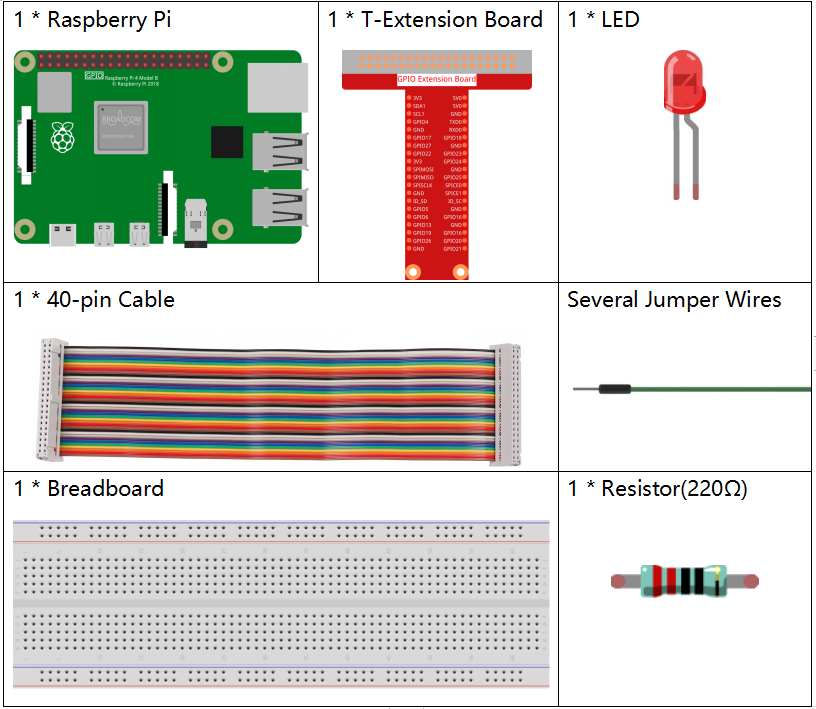 1 * Raspberry Pi
1 * T-Extension Board
1 * LED
GPIO Raspberry Pi 4 Model B
© Raspberry Pi 2018
BROADCOM
GPIO Extension Board
3V3 5V0
SDA1 5V0
SCL1 GND
GPIO4 TXD0
GND RXD0
GPIO17 GPIO18
GPIO27 GND
GPIO22 GPIO23
3V3 GPIO24
SPIMOSI GND
SPIMISO GPIO25
SPISCLK SPICE0
GND SPICE1
ID_SD ID_SC
GPIO5 GND
GPIO6 GPIO16
GPIO13 GND
GPIO19 GPIO16
GPIO26 GPIO20
GND GPIO21
1 * 40-pin Cable
Several Jumper Wires
1 * Breadboard
1 * Resistor(220Ω)